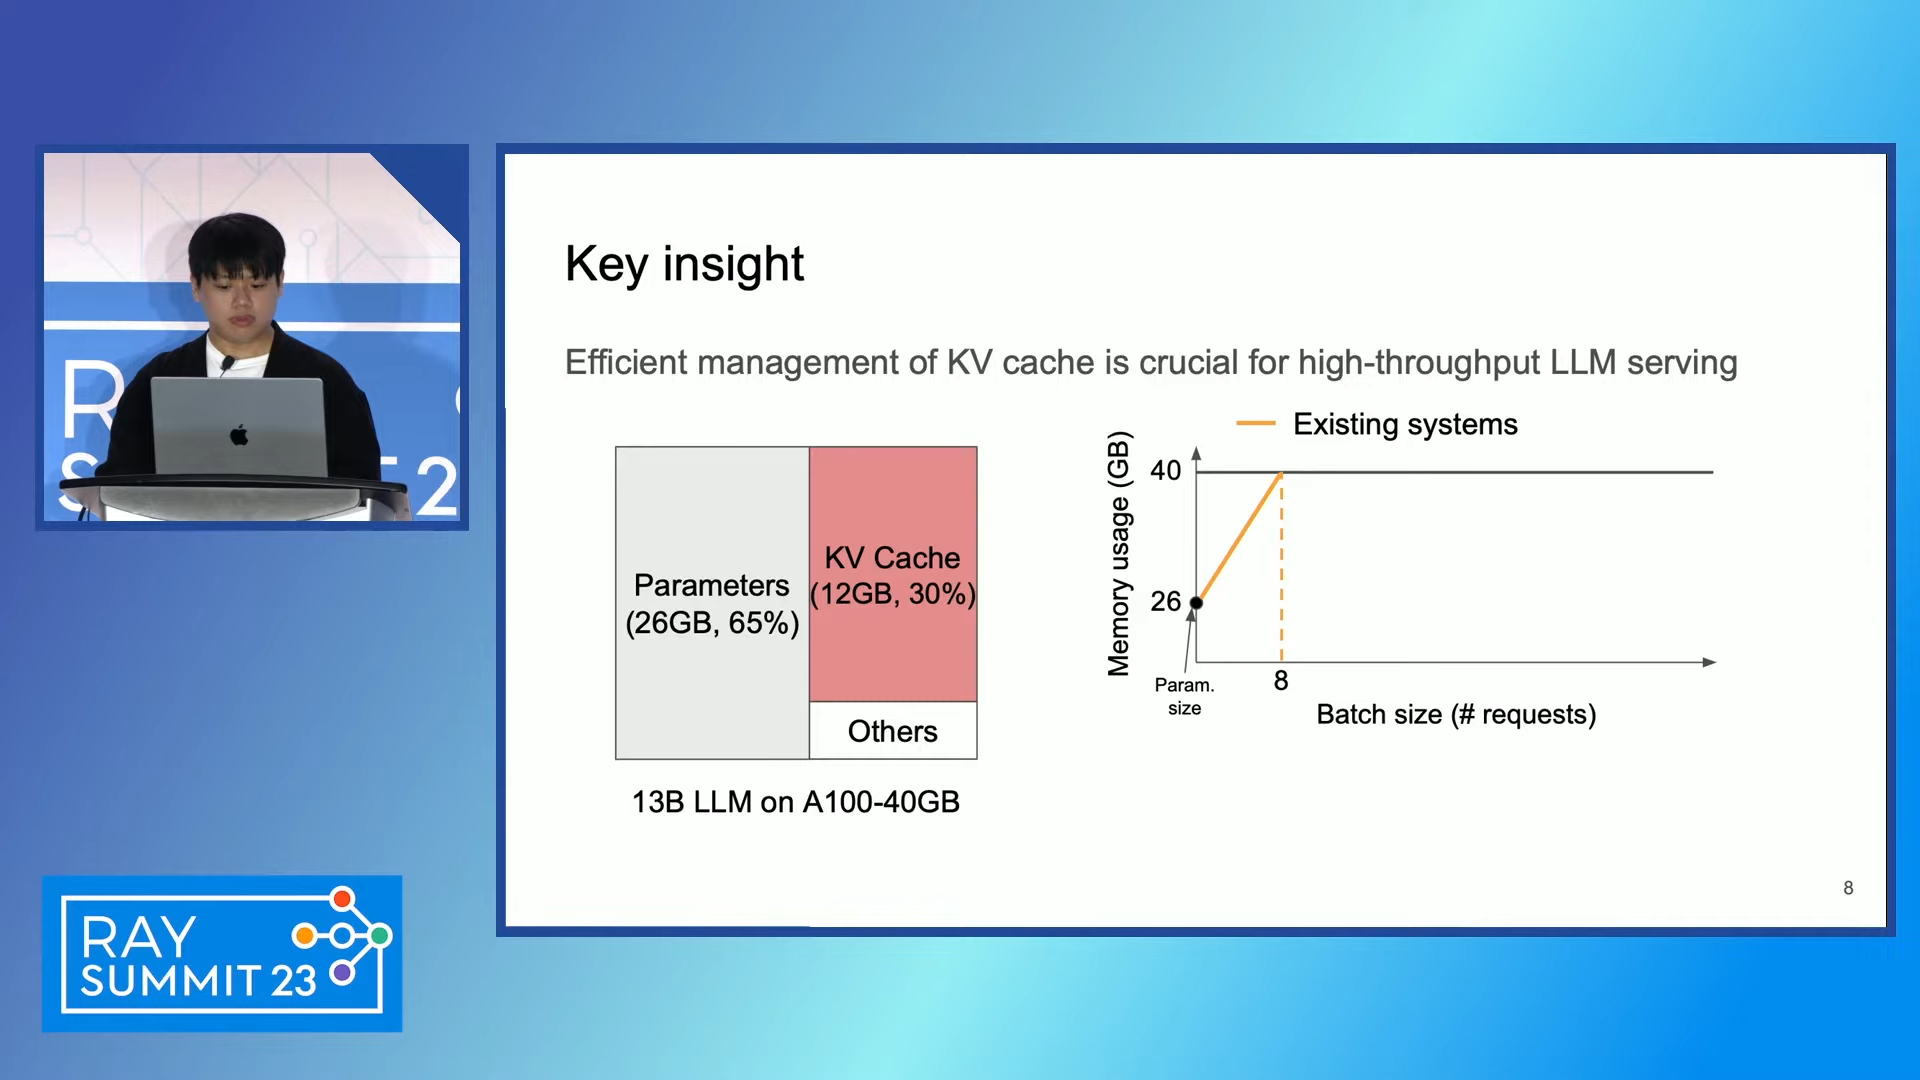 Key insight
Efficient management of KV cache is crucial for high-throughput LLM serving
Parameters
(26GB, 65%)
KV Cache
(12GB, 30%)
Others
13B LLM on A100-40GB
Existing systems
Memory usage (GB)
40
26
Param.
size
8
Batch size (# requests)
8
R
S
T 2
RAY
SUMMIT 23